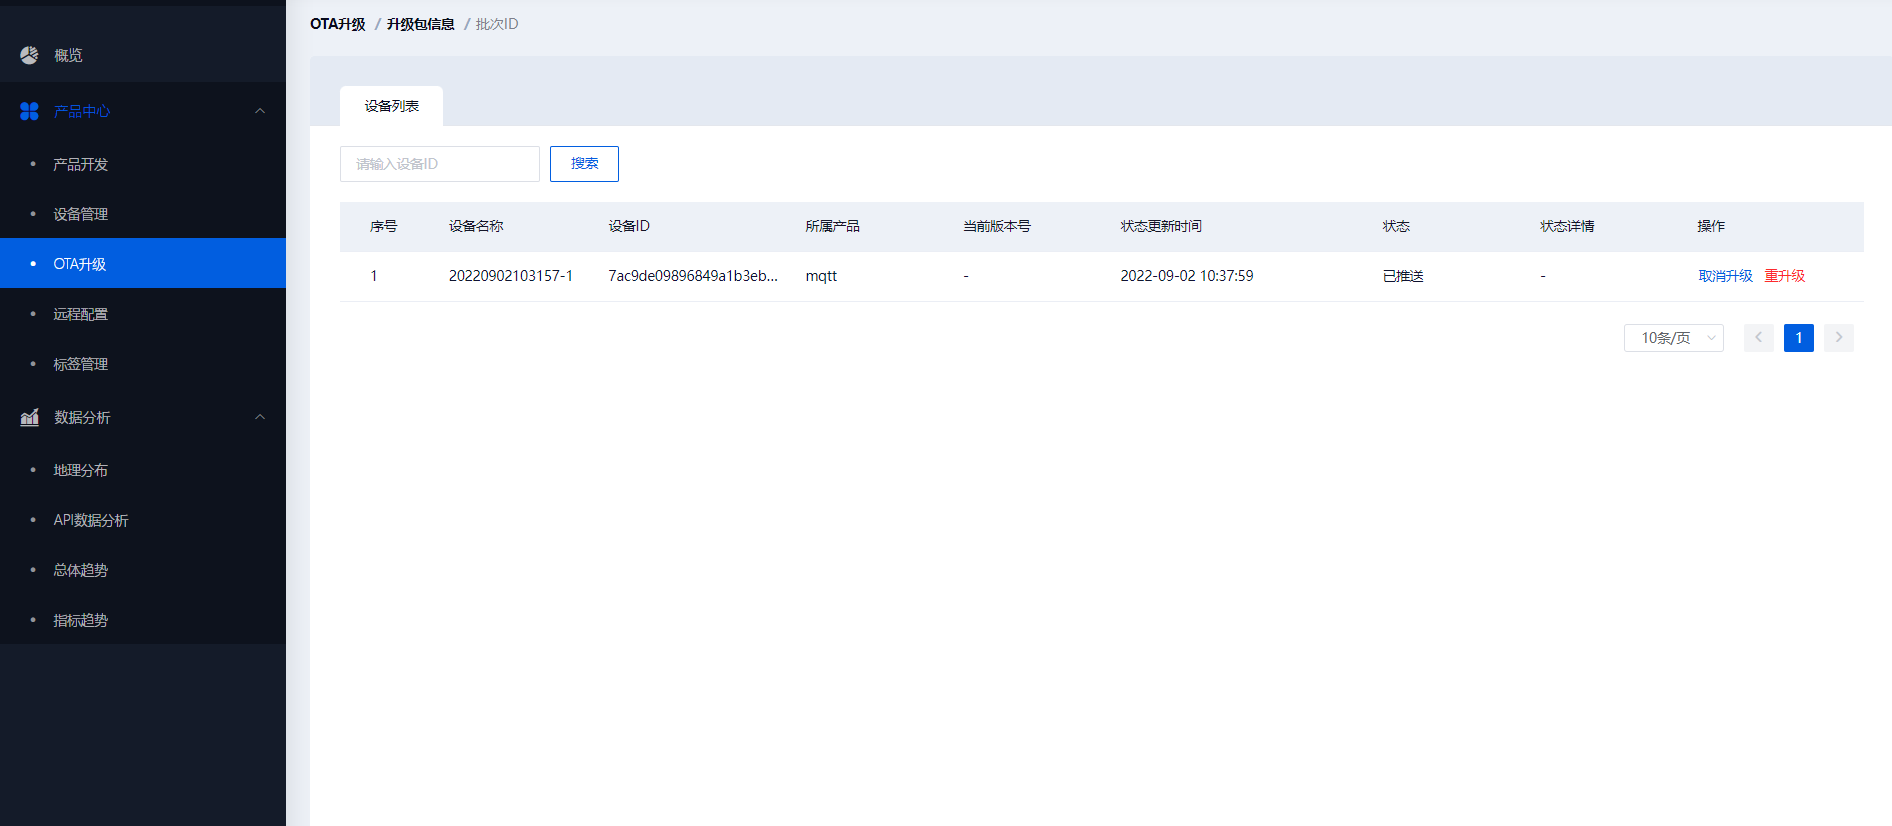 概览
产品中心
产品开发
设备管理
OTA升级
远程配置
标签管理
数据分析
地理分布
API数据分析
总体趋势
指标趋势
OTA升级 / 升级包信息 / 批次ID
设备列表
请输入设备ID 搜索
序号 设备名称 设备ID 所属产品 当前版本号 状态更新时间 状态 状态详情 操作
1 20220902103157-1 7ac9de09896849a1b3eb... mqtt - 2022-09-02 10:37:59 已推送 - 取消升级 重升级
10条/页 1